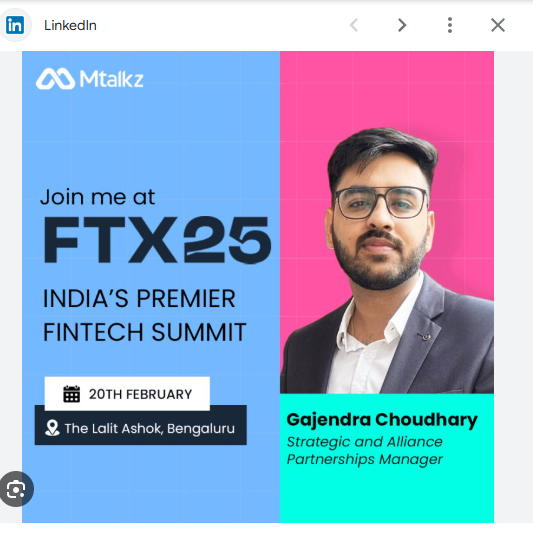 LinkedIn
Mtalkz
Join me at
FTX25
INDIA'S PREMIER
FINTECH SUMMIT
20TH FEBRUARY
The Lalit Ashok, Bengaluru
Gajendra Choudhary
Strategic and Alliance
Partnerships Manager